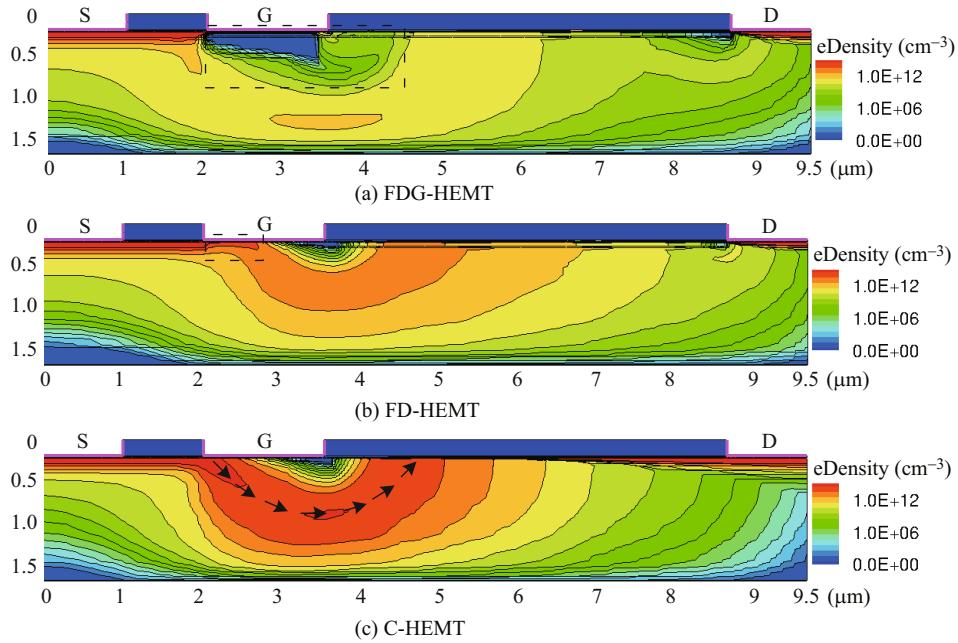 S G D
0
0.5
1.0
1.5
eDensity (cm⁻³)
1.0E+12
1.0E+06
0.0E+00
0 1 2 3 4 5 6 7 8 9 9.5 (μm)
(a) FDG-HEMT
S G D
0
0.5
1.0
1.5
eDensity (cm⁻³)
1.0E+12
1.0E+06
0.0E+00
0 1 2 3 4 5 6 7 8 9 9.5 (μm)
(b) FD-HEMT
S G D
0
0.5
1.0
1.5
eDensity (cm⁻³)
1.0E+12
1.0E+06
0.0E+00
0 1 2 3 4 5 6 7 8 9 9.5 (μm)
(c) C-HEMT